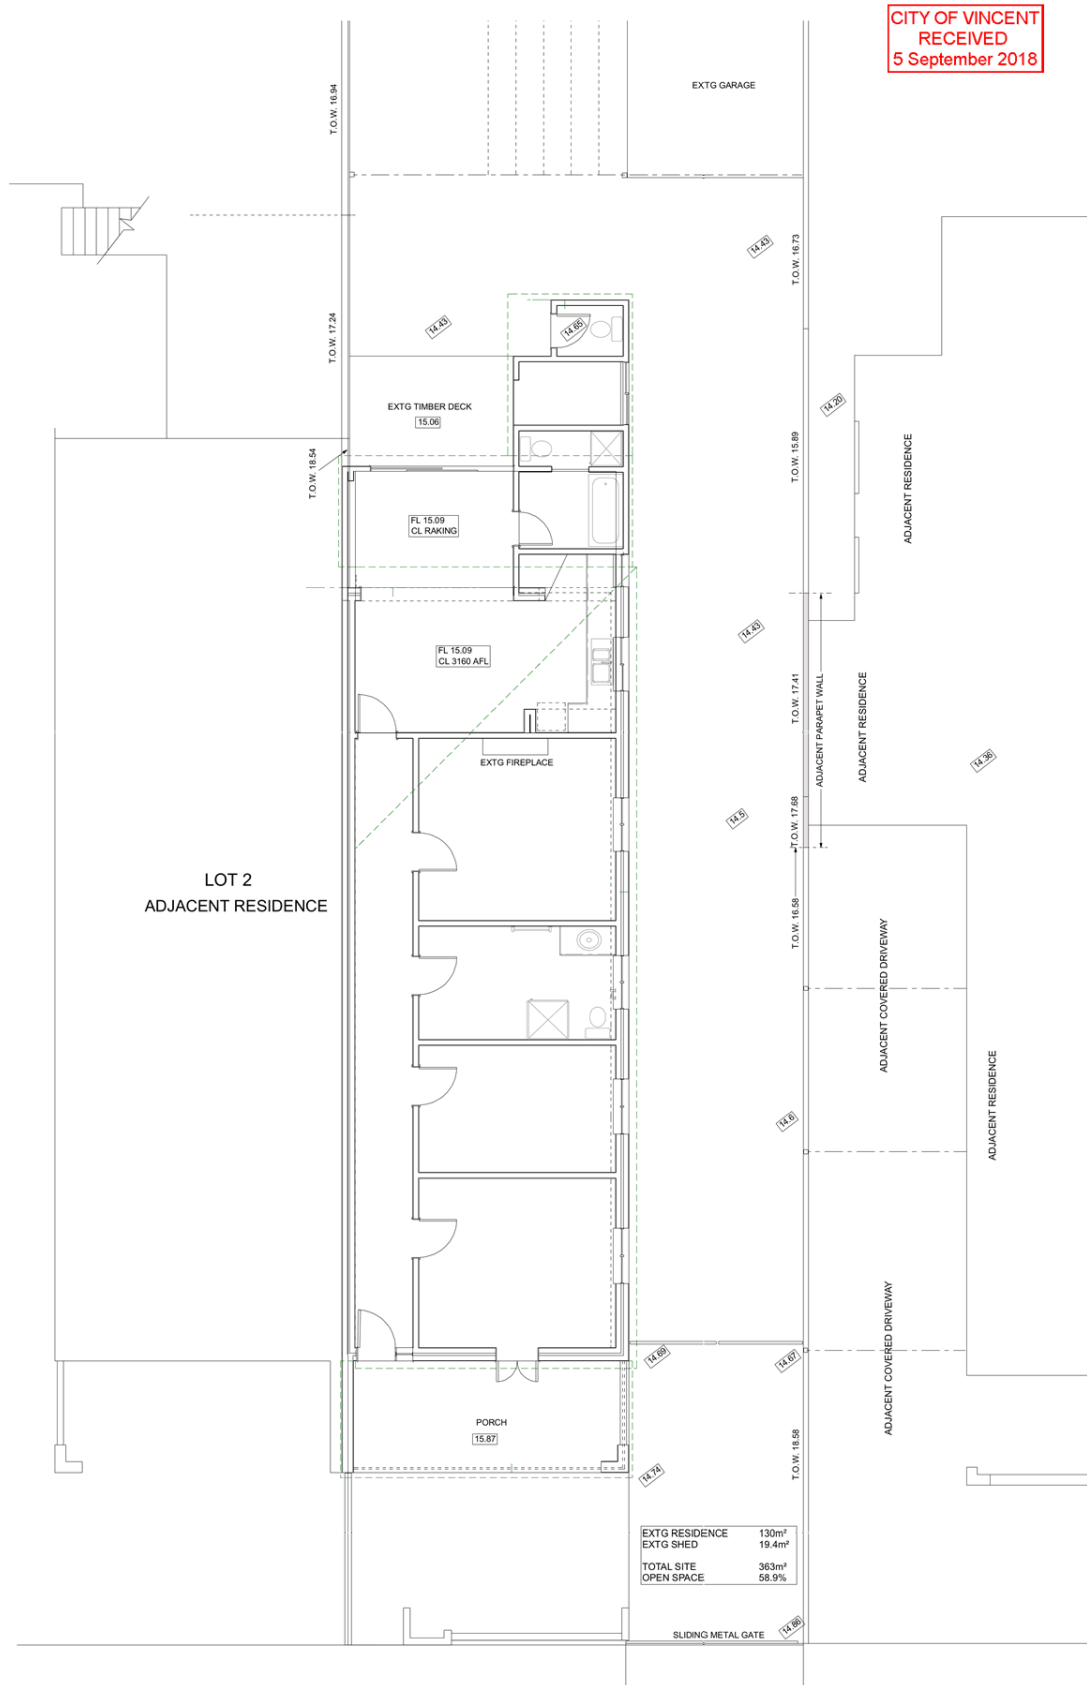 CITY OF VINCENT
RECEIVED
5 September 2018
EXTG GARAGE
T.O.W. 16.94
14.43
T.O.W. 16.73
T.O.W. 17.24
14.43
14.65
EXTG TIMBER DECK
15.06
14.20
T.O.W. 18.54
T.O.W. 15.89
ADJACENT RESIDENCE
FL 15.09
CL RAKING
14.43
FL 15.09
CL 3160 AFL
T.O.W. 17.41
ADJACENT PARAPET WALL
ADJACENT RESIDENCE
14.36
EXTG FIREPLACE
14.5
T.O.W. 17.68
LOT 2
ADJACENT RESIDENCE
T.O.W. 16.58
ADJACENT COVERED DRIVEWAY
14.6
ADJACENT RESIDENCE
14.69
14.67
ADJACENT COVERED DRIVEWAY
PORCH
15.87
T.O.W. 18.58
14.74
EXTG RESIDENCE 130m²
EXTG SHED 19.4m²
TOTAL SITE 363m²
OPEN SPACE 58.9%
14.86
SLIDING METAL GATE